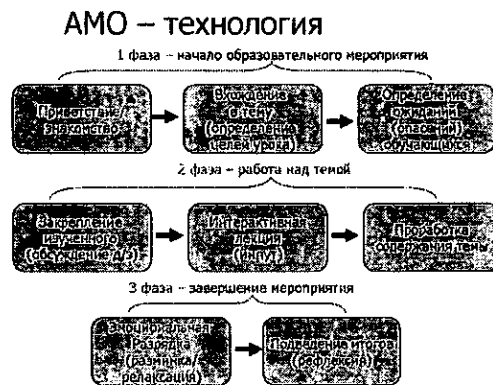 АМО – технология
1 фаза – начало образовательного мероприятия
Приветствие/
знакомство
Вхождение
в тему
(определение
целей урока)
Определение
ожиданий
(опасений)
обучающихся
2 фаза – работа над темой
Закрепление
изученного
(обсуждение д/з)
Интерактивная
лекция
(инпут)
Проработка
содержания темы
3 фаза – завершение мероприятия
Эмоциональная
разрядка
(разминка/
релаксация)
Подведение итогов
(рефлексия)